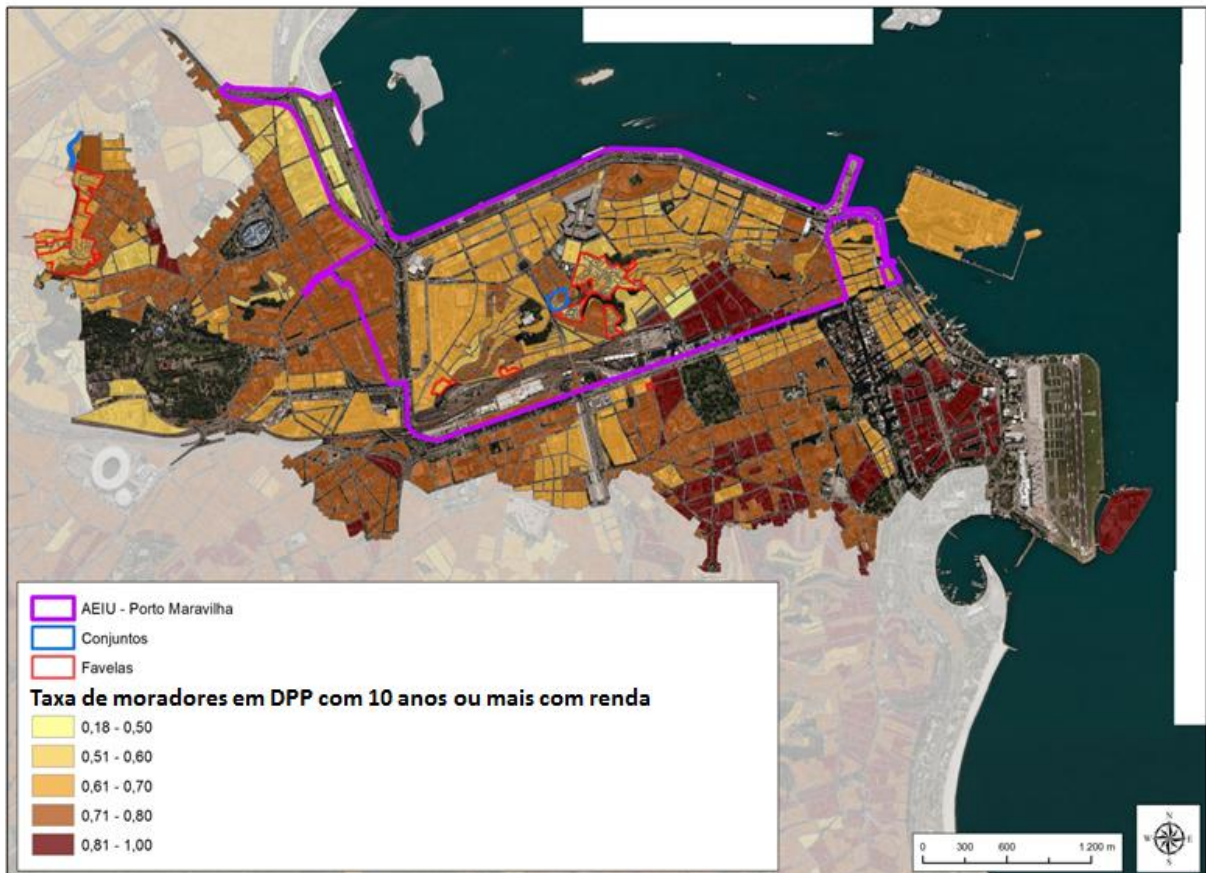 AEIU - Porto Maravilha
Conjuntos
Favelas
Taxa de moradores em DPP com 10 anos ou mais com renda
0,18 - 0,50
0,51 - 0,60
0,61 - 0,70
0,71 - 0,80
0,81 - 1,00
0 300 600 1.200 m
N
W E
S